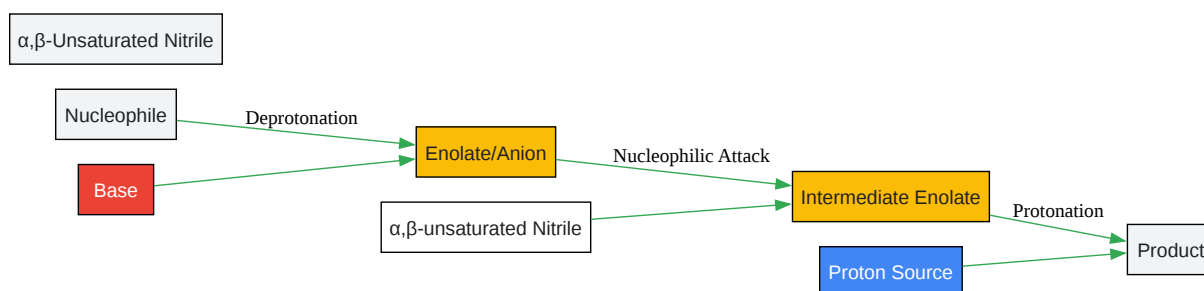 α,β-Unsaturated Nitrile
Nucleophile
Deprotonation
Base
Enolate/Anion
Nucleophilic Attack
α,β-unsaturated Nitrile
Intermediate Enolate
Protonation
Proton Source
Product